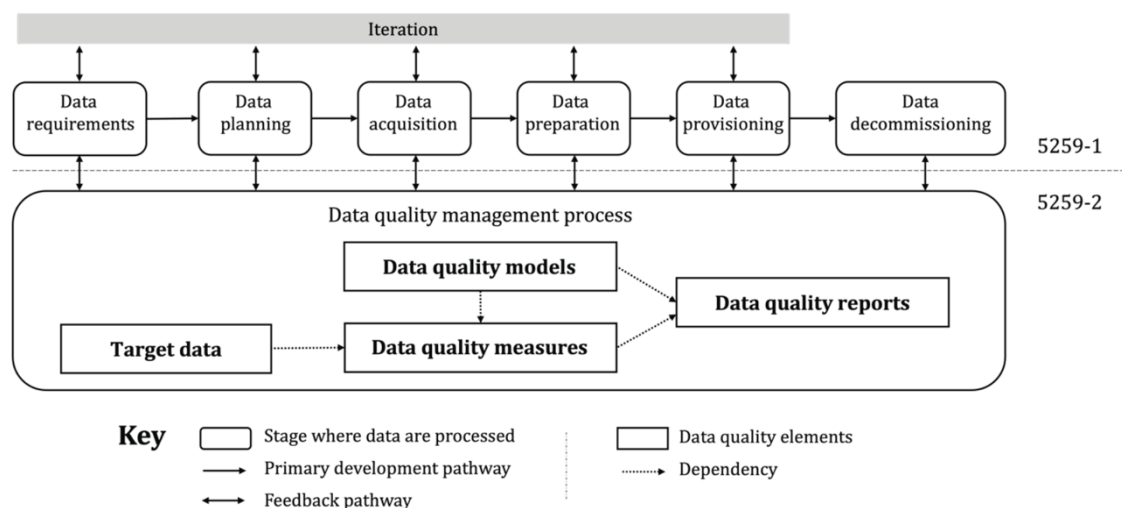 Iteration
Data
requirements
Data
planning
Data
acquisition
Data
preparation
Data
provisioning
Data
decommissioning
5259-1
5259-2
Data quality management process
Data quality models
Data quality reports
Target data
Data quality measures
Key
Stage where data are processed
Primary development pathway
Feedback pathway
Data quality elements
Dependency